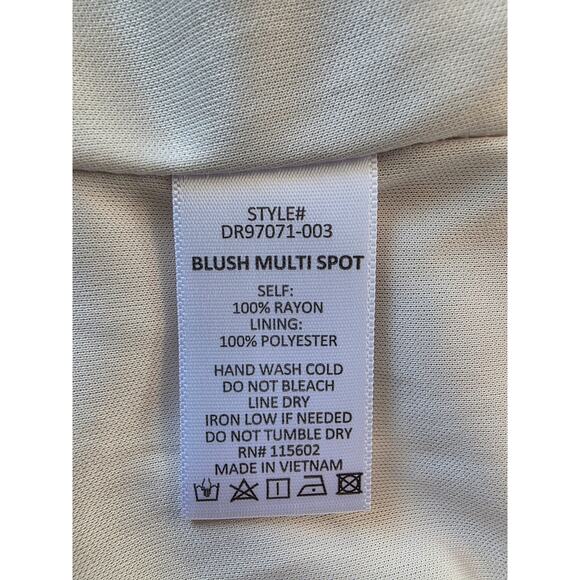 STYLE#
DR97071-003
BLUSH MULTI SPOT
SELF:
100% RAYON
LINING:
100% POLYESTER
HAND WASH COLD
DO NOT BLEACH
LINE DRY
IRON LOW IF NEEDED
DO NOT TUMBLE DRY
RN# 115602
MADE IN VIETNAM